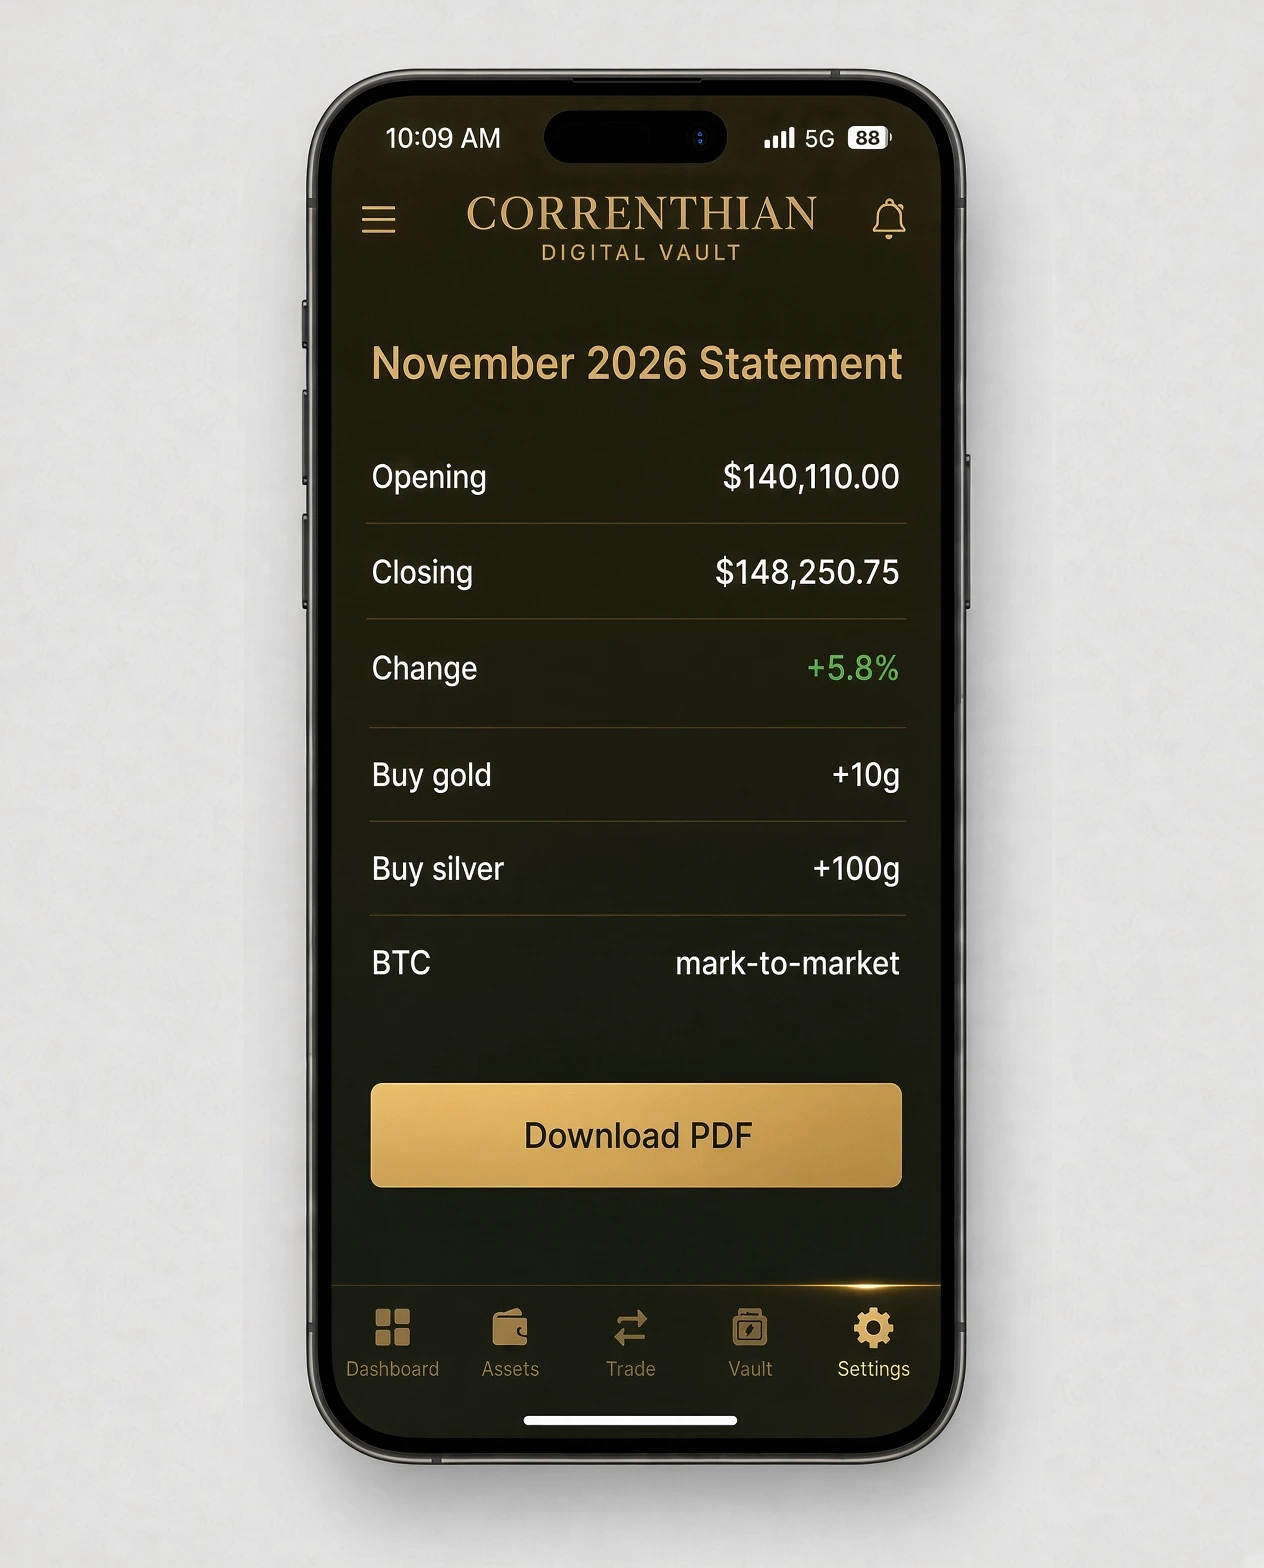 10:09 AM 5G 88
CORRENTHIAN
DIGITAL VAULT
November 2026 Statement
Opening $140,110.00
Closing $148,250.75
Change +5.8%
Buy gold +10g
Buy silver +100g
BTC mark-to-market
Download PDF
Dashboard Assets Trade Vault Settings